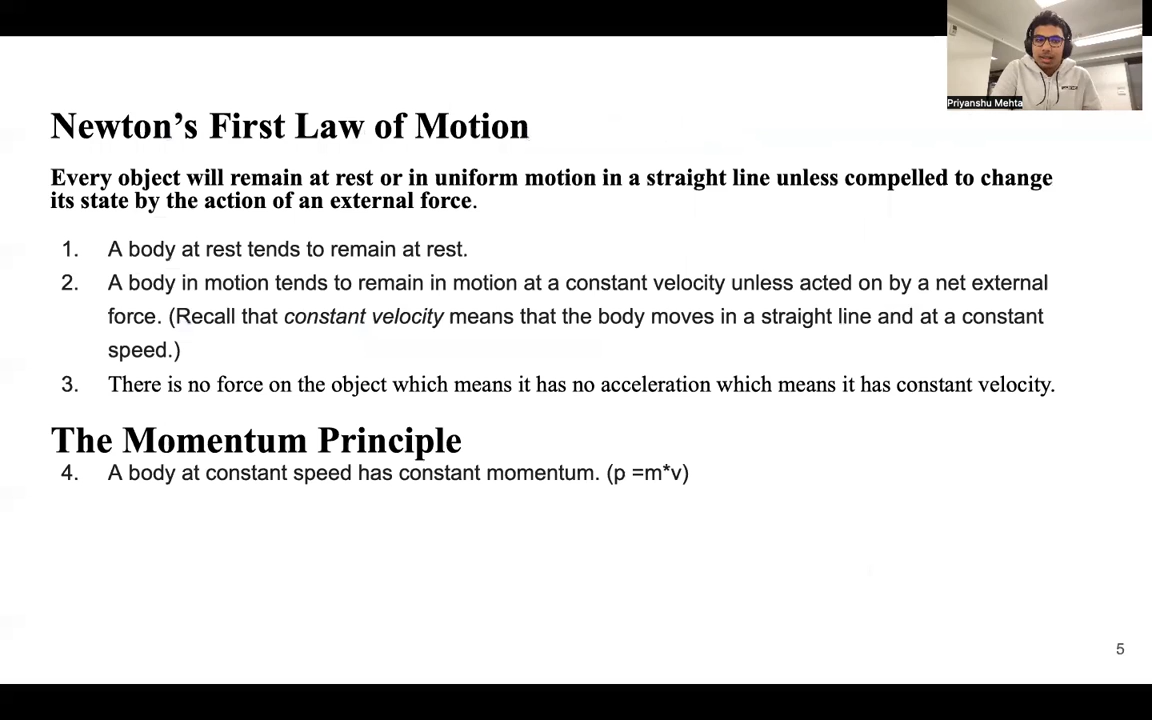 Priyanshu Mehta
Newton’s First Law of Motion
Every object will remain at rest or in uniform motion in a straight line unless compelled to change
its state by the action of an external force.
1. A body at rest tends to remain at rest.
2. A body in motion tends to remain in motion at a constant velocity unless acted on by a net external
force. (Recall that constant velocity means that the body moves in a straight line and at a constant
speed.)
3. There is no force on the object which means it has no acceleration which means it has constant velocity.
The Momentum Principle
4. A body at constant speed has constant momentum. (p =m*v)
5